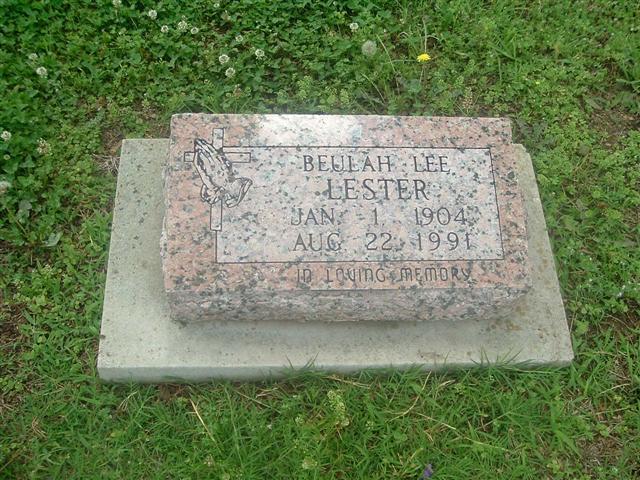 BEULAH LEE
LESTER
JAN. 1, 1904
AUG. 22, 1991
IN LOVING MEMORY